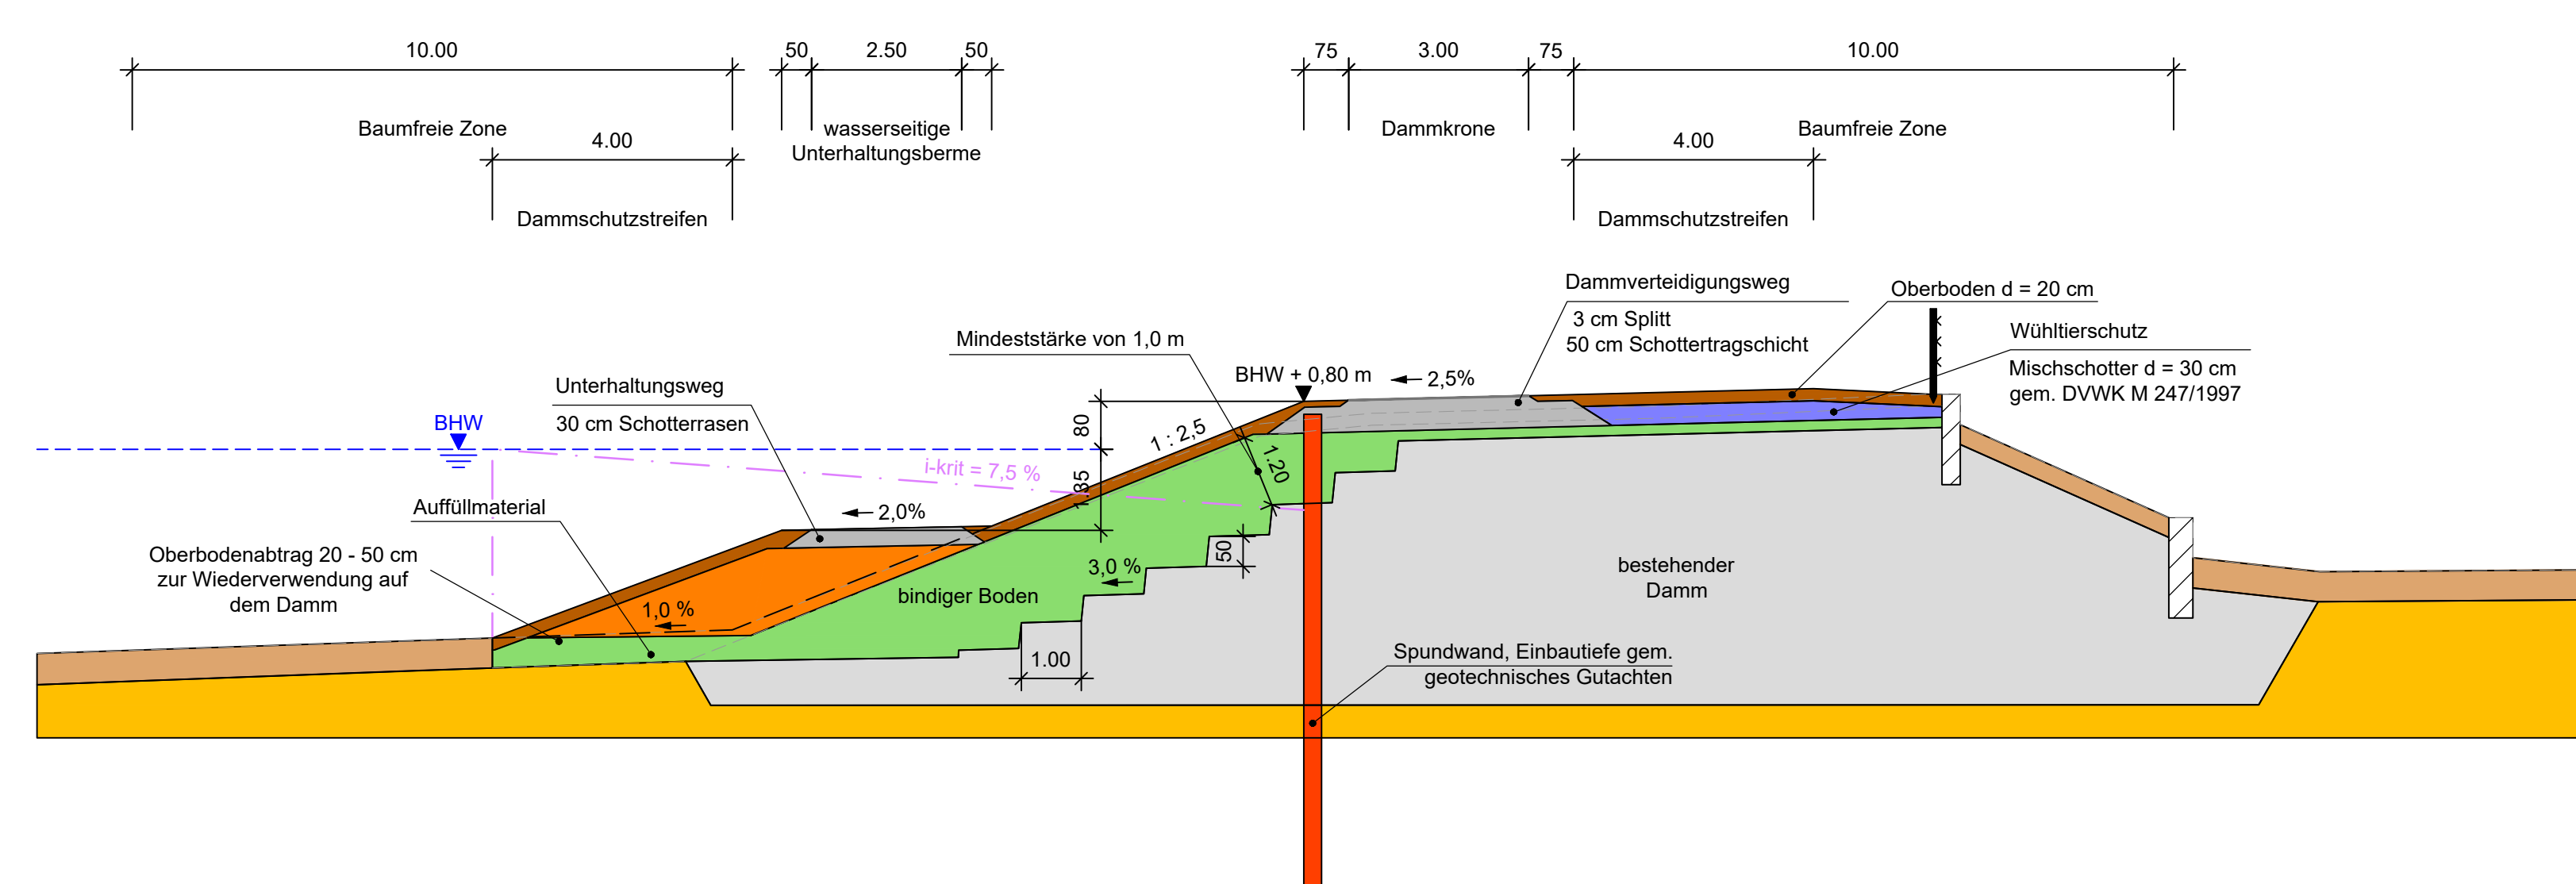 10.00
50
2.50
50
75
3.00
75
10.00
Baumfreie Zone
wasserseitige
Unterhaltungsberme
Dammkrone
Baumfreie Zone
4.00
4.00
Dammschutzstreifen
Dammschutzstreifen
Dammverteidigungsweg
3 cm Splitt
50 cm Schottertragschicht
Oberboden d = 20 cm
Wühltierschutz
Mischschotter d = 30 cm
gem. DVWK M 247/1997
Mindeststärke von 1,0 m
BHW + 0,80 m
2,5%
Unterhaltungsweg
30 cm Schotterrasen
BHW
80
1 : 2,5
1.20
i-krit = 7,5 %
1.35
Auffüllmaterial
2,0%
Oberbodenabtrag 20 - 50 cm
zur Wiederverwendung auf
dem Damm
50
3,0 %
bindiger Boden
1,0 %
bestehender
Damm
1.00
Spundwand, Einbautiefe gem.
geotechnisches Gutachten